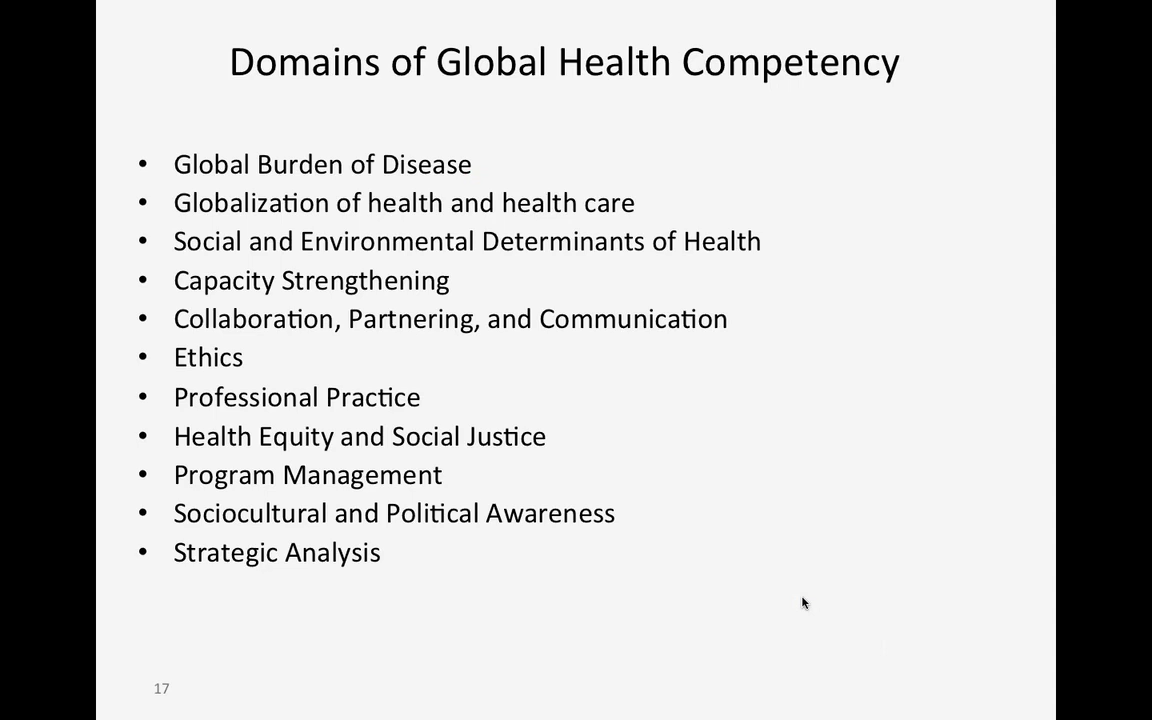 Domains of Global Health Competency
• Global Burden of Disease
• Globalization of health and health care
• Social and Environmental Determinants of Health
• Capacity Strengthening
• Collaboration, Partnering, and Communication
• Ethics
• Professional Practice
• Health Equity and Social Justice
• Program Management
• Sociocultural and Political Awareness
• Strategic Analysis
17